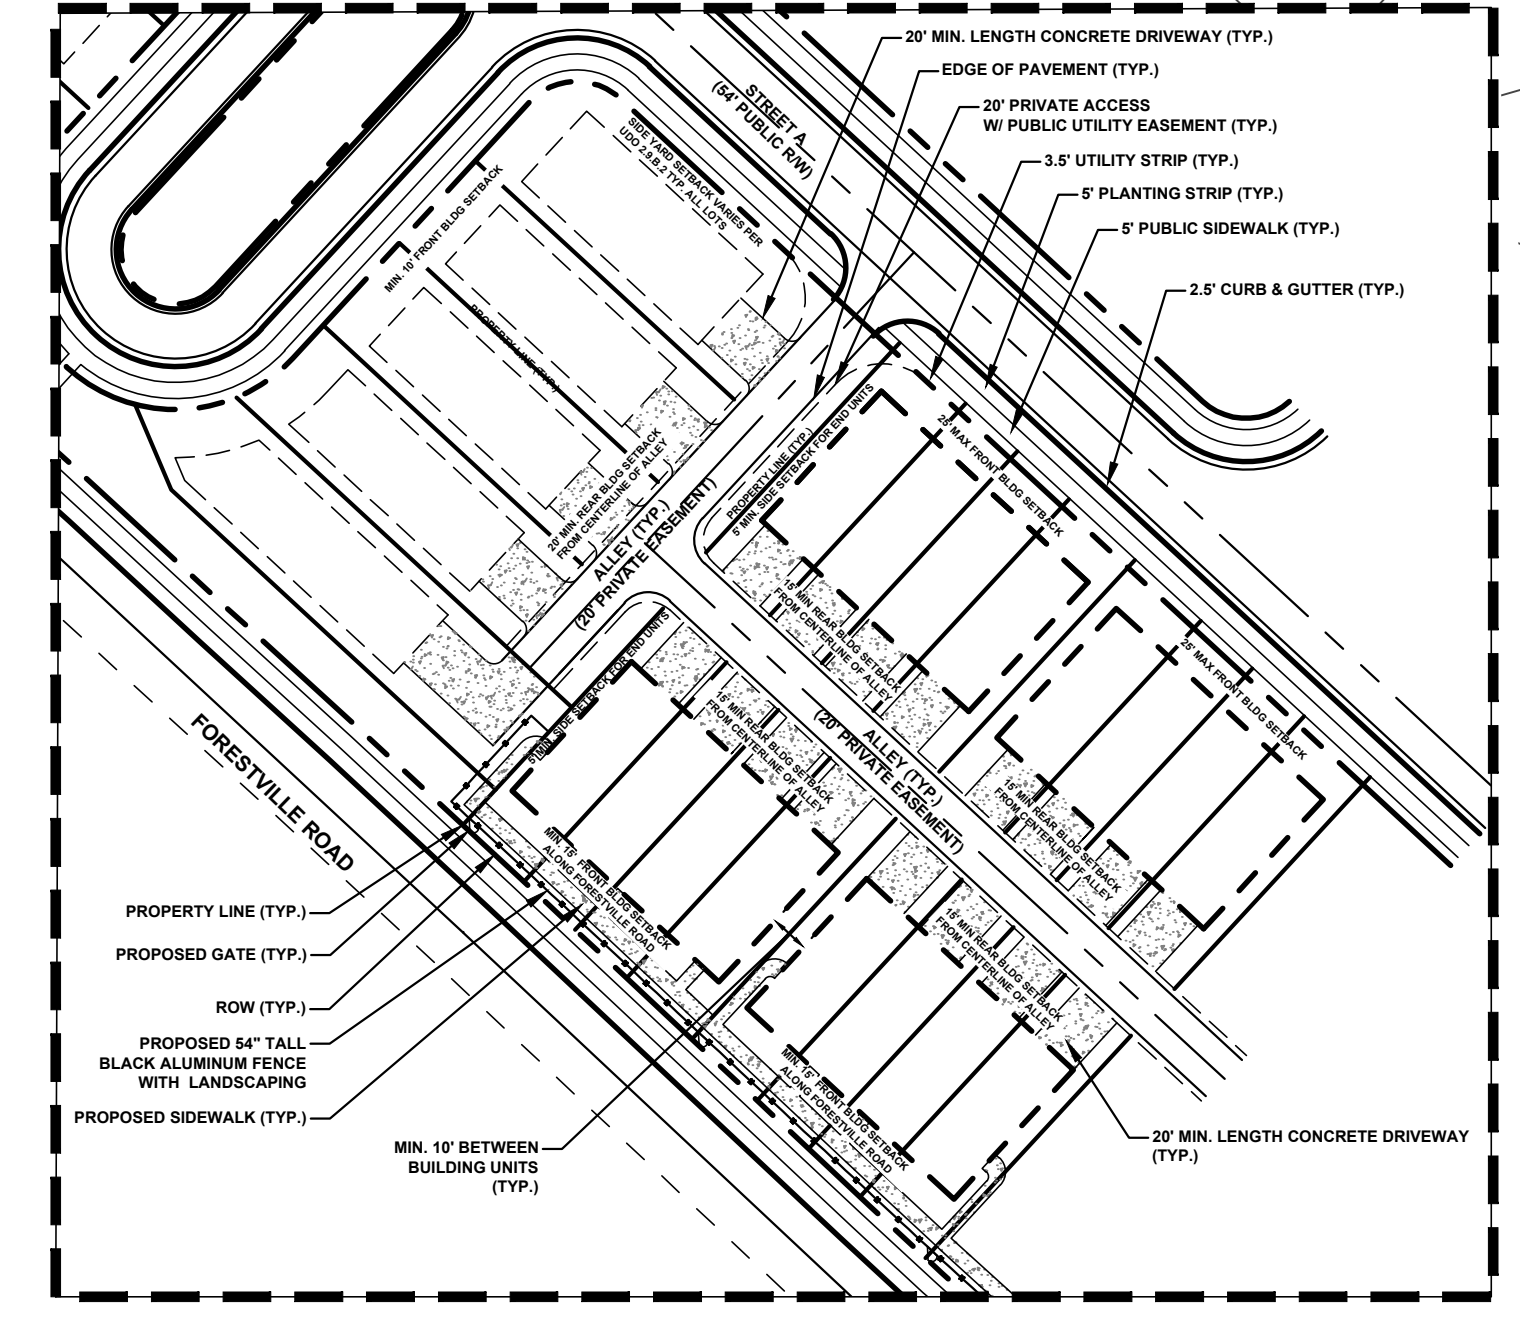 20' MIN. LENGTH CONCRETE DRIVEWAY (TYP.)
EDGE OF PAVEMENT (TYP.)
20' PRIVATE ACCESS
W/ PUBLIC UTILITY EASEMENT (TYP.)
3.5' UTILITY STRIP (TYP.)
5' PLANTING STRIP (TYP.)
5' PUBLIC SIDEWALK (TYP.)
2.5' CURB & GUTTER (TYP.)
STREET A
(54' PUBLIC R/W)
SIDE YARD SETBACK VARIES PER
UDO 2.9.B.2 TYP. ALL LOTS
MIN. 10' FRONT BLDG SETBACK
PROPERTY LINE (TYP.)
20' MIN. REAR BLDG SETBACK
FROM CENTERLINE OF ALLEY
ALLEY (TYP.)
(20' PRIVATE EASEMENT)
PROPERTY LINE (TYP.)
5' MIN. SIDE SETBACK FOR END UNITS
25' MAX FRONT BLDG SETBACK
25' MAX FRONT BLDG SETBACK
15' MIN REAR BLDG SETBACK
FROM CENTERLINE OF ALLEY
15' MIN REAR BLDG SETBACK
FROM CENTERLINE OF ALLEY
ALLEY (TYP.)
(20' PRIVATE EASEMENT)
5' MIN. SIDE SETBACK FOR END UNITS
15' MIN REAR BLDG SETBACK
FROM CENTERLINE OF ALLEY
15' MIN REAR BLDG SETBACK
FROM CENTERLINE OF ALLEY
MIN. 15' FRONT BLDG SETBACK
ALONG FORESTVILLE ROAD
MIN. 15' FRONT BLDG SETBACK
ALONG FORESTVILLE ROAD
FORESTVILLE ROAD
PROPERTY LINE (TYP.)
PROPOSED GATE (TYP.)
ROW (TYP.)
PROPOSED 54" TALL
BLACK ALUMINUM FENCE
WITH LANDSCAPING
PROPOSED SIDEWALK (TYP.)
MIN. 10' BETWEEN
BUILDING UNITS
(TYP.)
20' MIN. LENGTH CONCRETE DRIVEWAY
(TYP.)